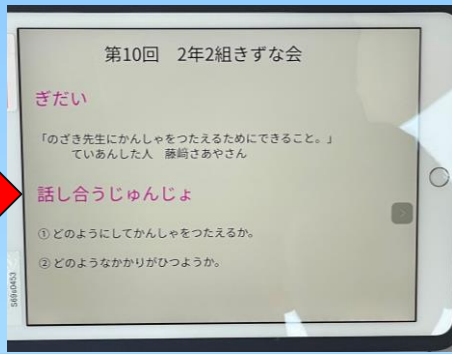 第10回 2年2組きずな会
ぎだい
「のざき先生にかんしゃをつたえるためにできること。」
ていあんした人 藤﨑さあやさん
話し合うじゅんじょ
① どのようにしてかんしゃをつたえるか。
② どのようなかかりがひつようか。
S69s0453